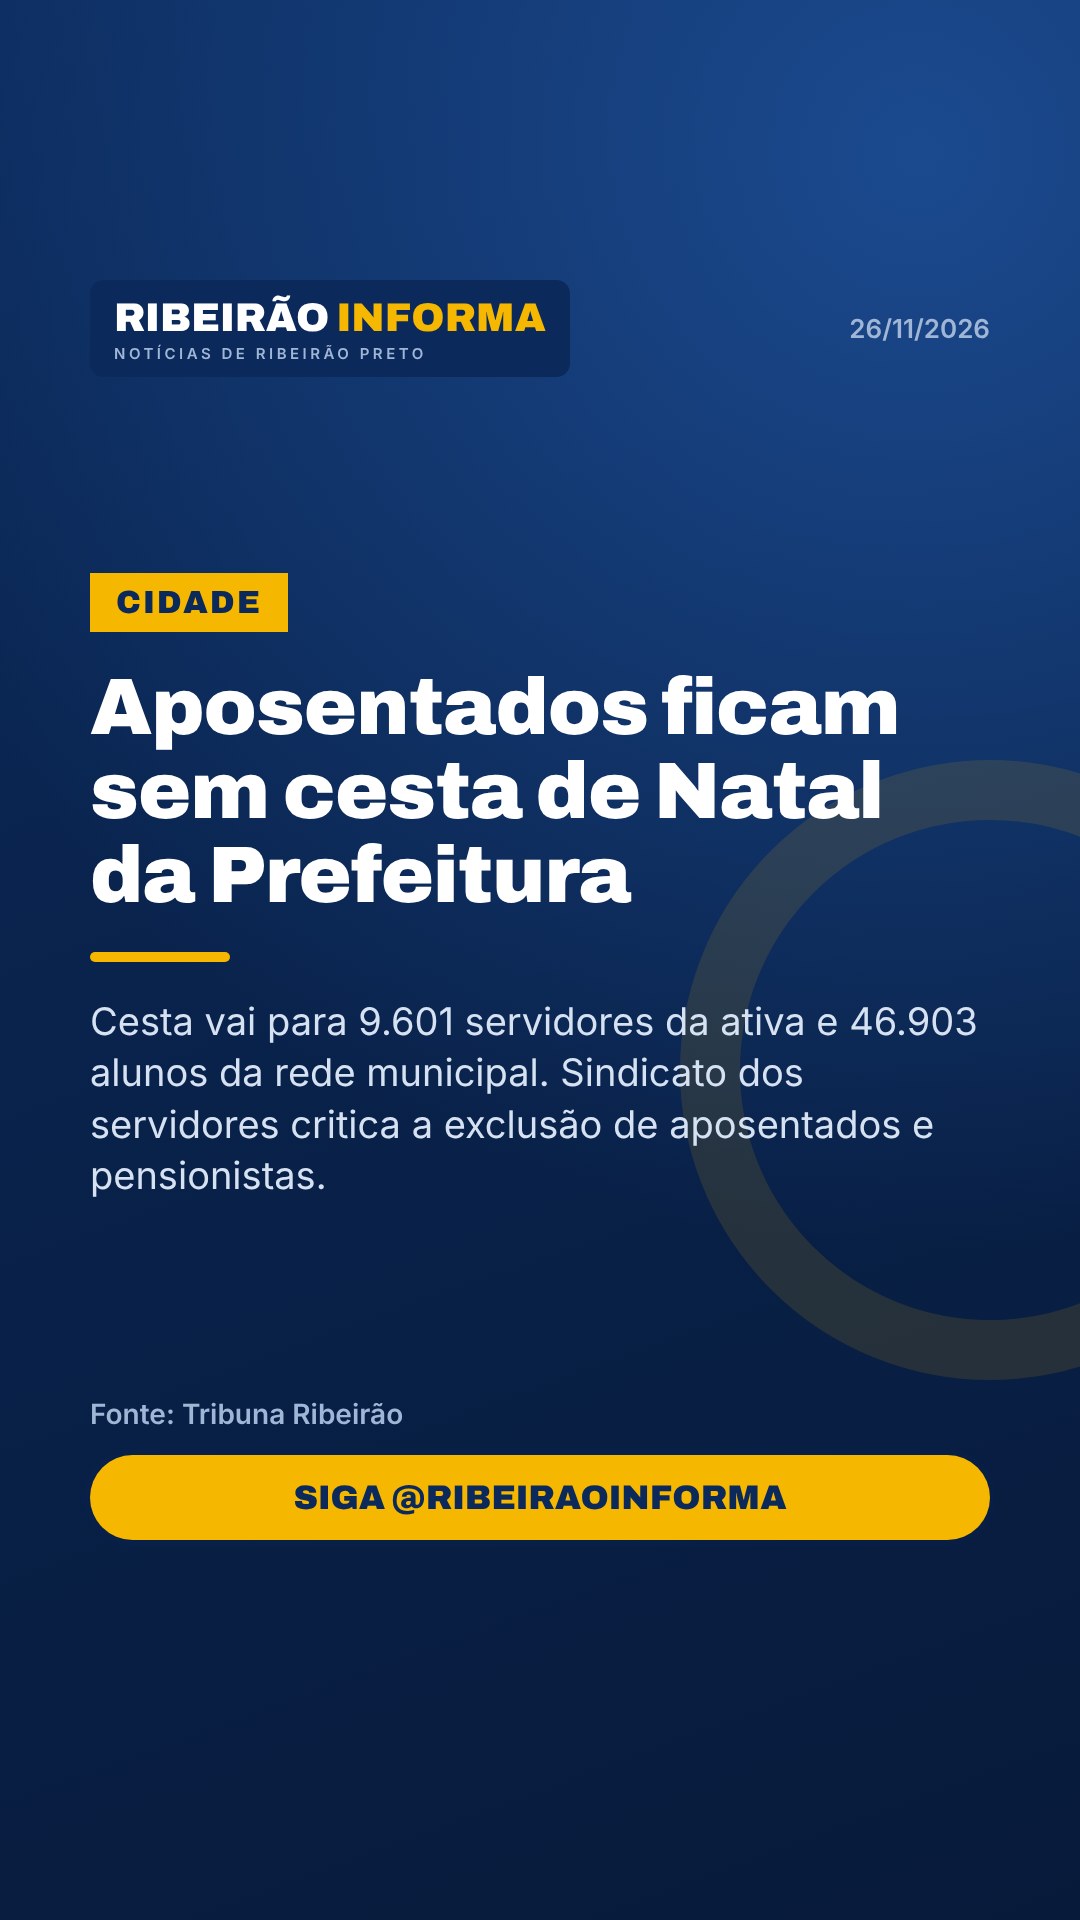 RIBEIRÃO INFORMA
NOTÍCIAS DE RIBEIRÃO PRETO
26/11/2026
CIDADE
Aposentados ficam
sem cesta de Natal
da Prefeitura
Cesta vai para 9.601 servidores da ativa e 46.903
alunos da rede municipal. Sindicato dos
servidores critica a exclusão de aposentados e
pensionistas.
Fonte: Tribuna Ribeirão
SIGA @RIBEIRAOINFORMA